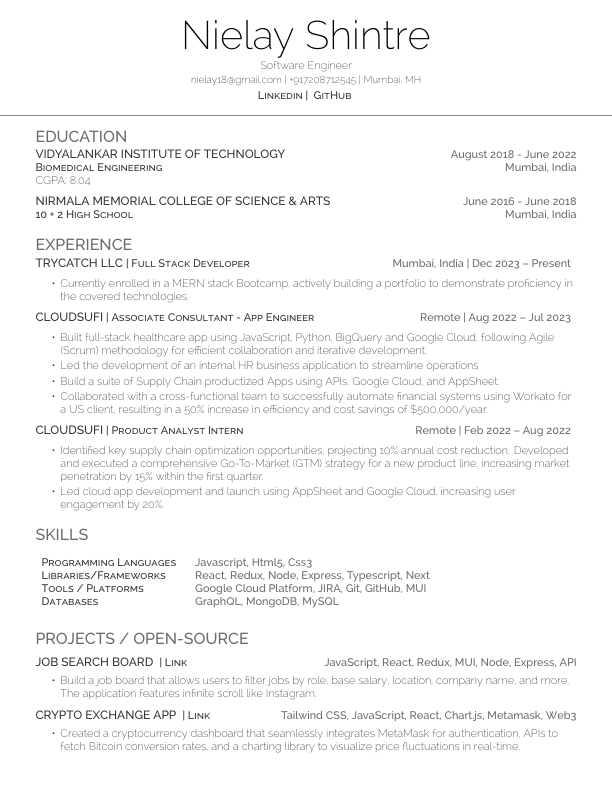 Nielay Shintre
Software Engineer
nielay18@gmail.com | +917208712545 | Mumbai, MH
LinkedIn | GitHub
EDUCATION
VIDYALANKAR INSTITUTE OF TECHNOLOGY August 2018 - June 2022
Biomedical Engineering Mumbai, India
CGPA: 8.04
NIRMALA MEMORIAL COLLEGE OF SCIENCE & ARTS June 2016 - June 2018
10 + 2 High School Mumbai, India
EXPERIENCE
TRYCATCH LLC | Full Stack Developer Mumbai, India | Dec 2023 – Present
• Currently enrolled in a MERN stack Bootcamp, actively building a portfolio to demonstrate proficiency in
the covered technologies.
CLOUDSUFI | Associate Consultant - App Engineer Remote | Aug 2022 – Jul 2023
• Built full-stack healthcare app using JavaScript, Python, BigQuery and Google Cloud, following Agile
(Scrum) methodology for efficient collaboration and iterative development.
• Led the development of an internal HR business application to streamline operations
• Build a suite of Supply Chain productized Apps using APIs, Google Cloud, and AppSheet.
• Collaborated with a cross-functional team to successfully automate financial systems using Workato for
a US client, resulting in a 50% increase in efficiency and cost savings of $500,000/year.
CLOUDSUFI | Product Analyst Intern Remote | Feb 2022 – Aug 2022
• Identified key supply chain optimization opportunities, projecting 10% annual cost reduction. Developed
and executed a comprehensive Go-To-Market (GTM) strategy for a new product line, increasing market
penetration by 15% within the first quarter.
• Led cloud app development and launch using AppSheet and Google Cloud, increasing user
engagement by 20%.
SKILLS
Programming Languages Javascript, Html5, Css3
Libraries/Frameworks React, Redux, Node, Express, Typescript, Next
Tools / Platforms Google Cloud Platform, JIRA, Git, GitHub, MUI
Databases GraphQL, MongoDB, MySQL
PROJECTS / OPEN-SOURCE
JOB SEARCH BOARD | Link JavaScript, React, Redux, MUI, Node, Express, API
• Build a job board that allows users to filter jobs by role, base salary, location, company name, and more.
The application features infinite scroll like Instagram.
CRYPTO EXCHANGE APP | Link Tailwind CSS, JavaScript, React, Chart.js, Metamask, Web3
• Created a cryptocurrency dashboard that seamlessly integrates MetaMask for authentication, APIs to
fetch Bitcoin conversion rates, and a charting library to visualize price fluctuations in real-time.